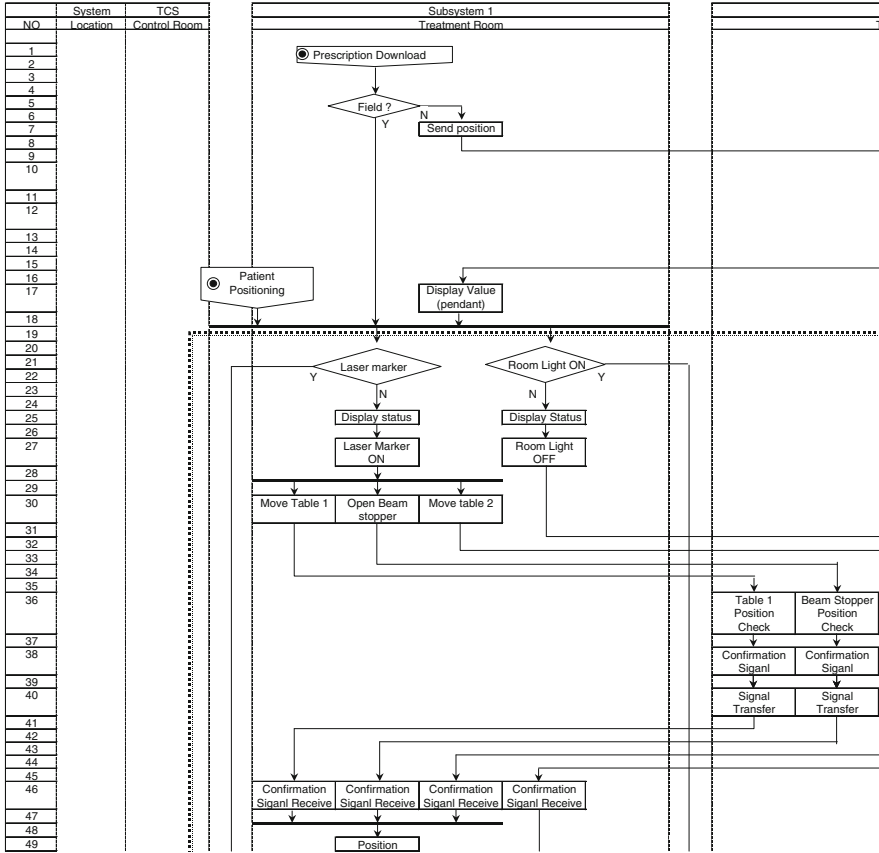 System TCS Subsystem 1
NO Location Control Room Treatment Room T
1
2 Prescription Download
3
4
5 Field ?
6 N
7 Y Send position
8
9
10
11
12
13
14
15
16 Patient
17 Positioning Display Value
(pendant)
18
19
20
21 Laser marker Room Light ON
22 Y Y
23
24 N N
25 Display status Display Status
26
27 Laser Marker Room Light
ON OFF
28
29
30 Move Table 1 Open Beam Move table 2
stopper
31
32
33
34
35
36 Table 1 Beam Stopper
Position Position
Check Check
37
38 Confirmation Confirmation
Siganl Siganl
39
40 Signal Signal
Transfer Transfer
41
42
43
44
45
46 Confirmation Confirmation Confirmation Confirmation
Siganl Receive Siganl Receive Siganl Receive Siganl Receive
47
48
49 Position